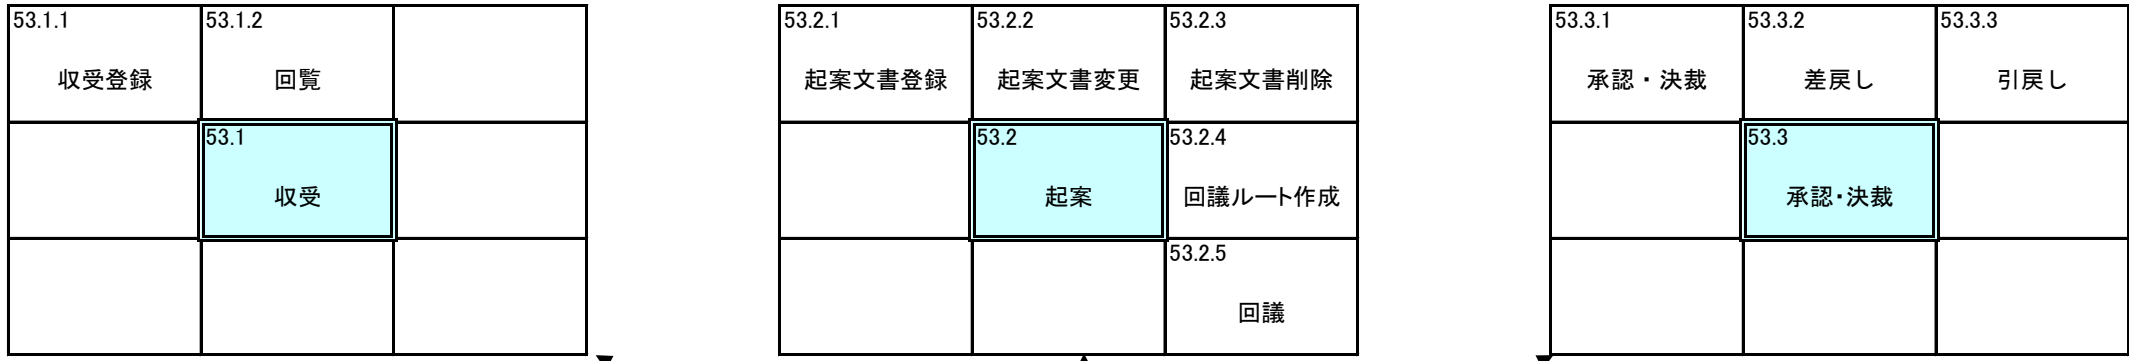 53.1.1
収受登録
53.1.2
回覧
53.1
収受
53.2.1
起案文書登録
53.2.2
起案文書変更
53.2.3
起案文書削除
53.2
起案
53.2.4
回議ルート作成
53.2.5
回議
53.3.1
承認・決裁
53.3.2
差戻し
53.3.3
引戻し
53.3
承認・決裁